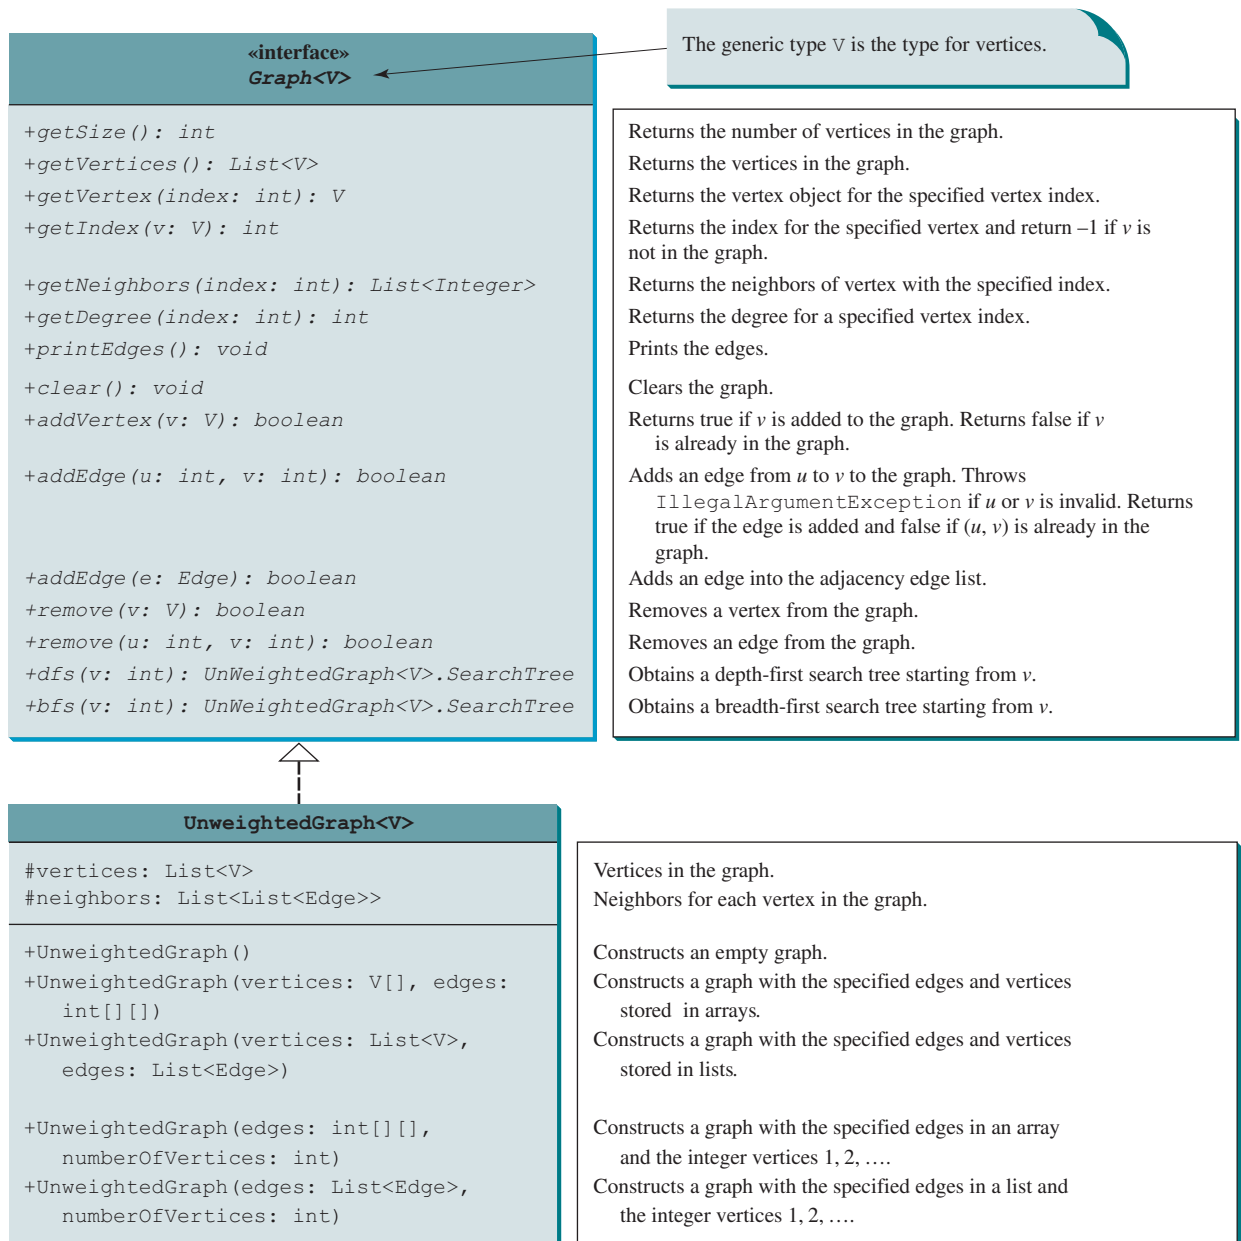 «interface»
Graph<V>
The generic type V is the type for vertices.
+getSize(): int
Returns the number of vertices in the graph.
+getVertices(): List<V>
Returns the vertices in the graph.
+getVertex(index: int): V
Returns the vertex object for the specified vertex index.
+getIndex(v: V): int
Returns the index for the specified vertex and return –1 if v is
not in the graph.
+getNeighbors(index: int): List<Integer>
Returns the neighbors of vertex with the specified index.
+getDegree(index: int): int
Returns the degree for a specified vertex index.
+printEdges(): void
Prints the edges.
+clear(): void
Clears the graph.
+addVertex(v: V): boolean
Returns true if v is added to the graph. Returns false if v
is already in the graph.
+addEdge(u: int, v: int): boolean
Adds an edge from u to v to the graph. Throws
IllegalArgumentException if u or v is invalid. Returns
true if the edge is added and false if (u, v) is already in the
graph.
+addEdge(e: Edge): boolean
Adds an edge into the adjacency edge list.
+remove(v: V): boolean
Removes a vertex from the graph.
+remove(u: int, v: int): boolean
Removes an edge from the graph.
+dfs(v: int): UnWeightedGraph<V>.SearchTree
Obtains a depth-first search tree starting from v.
+bfs(v: int): UnWeightedGraph<V>.SearchTree
Obtains a breadth-first search tree starting from v.
UnweightedGraph<V>
#vertices: List<V>
Vertices in the graph.
#neighbors: List<List<Edge>>
Neighbors for each vertex in the graph.
+UnweightedGraph()
Constructs an empty graph.
+UnweightedGraph(vertices: V[], edges:
int[][])
Constructs a graph with the specified edges and vertices
stored in arrays.
+UnweightedGraph(vertices: List<V>,
edges: List<Edge>)
Constructs a graph with the specified edges and vertices
stored in lists.
+UnweightedGraph(edges: int[][],
numberOfVertices: int)
Constructs a graph with the specified edges in an array
and the integer vertices 1, 2, ….
+UnweightedGraph(edges: List<Edge>,
numberOfVertices: int)
Constructs a graph with the specified edges in a list and
the integer vertices 1, 2, ….